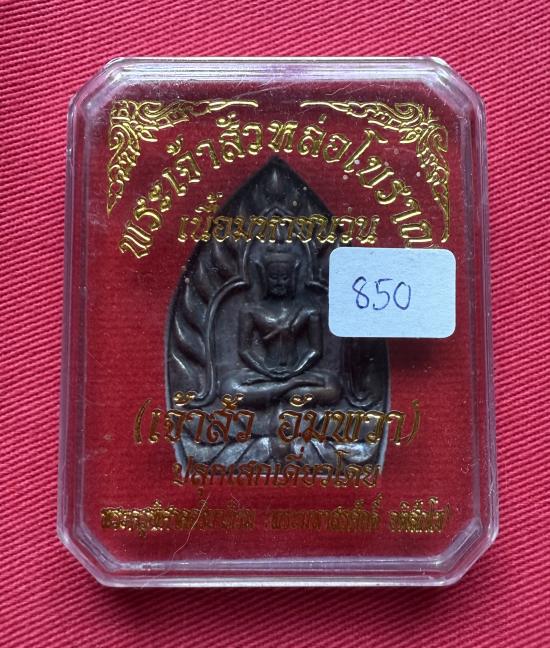 พระเจ้าสัวหล่อโบราณ
เนื้อมหาชนวน
850
(เจ้าสัว อัมพวา)
ปลุกเสกเดี่ยวโดย